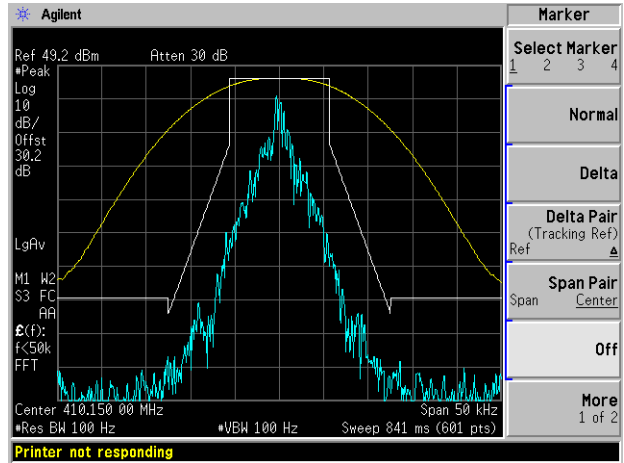 Agilent
Marker
Ref 49.2 dBm Atten 30 dB
#Peak
Log
10
dB/
Offst
30.2
dB
LgAv
M1 W2
S3 FC
AA
£(f):
f<50k
FFT
Center 410.150 00 MHz Span 50 kHz
#Res BW 100 Hz #VBW 100 Hz Sweep 841 ms (601 pts)
Printer not responding
Select Marker
1 2 3 4
Normal
Delta
Delta Pair
(Tracking Ref)
Ref Δ
Span Pair
Span Center
Off
More
1 of 2